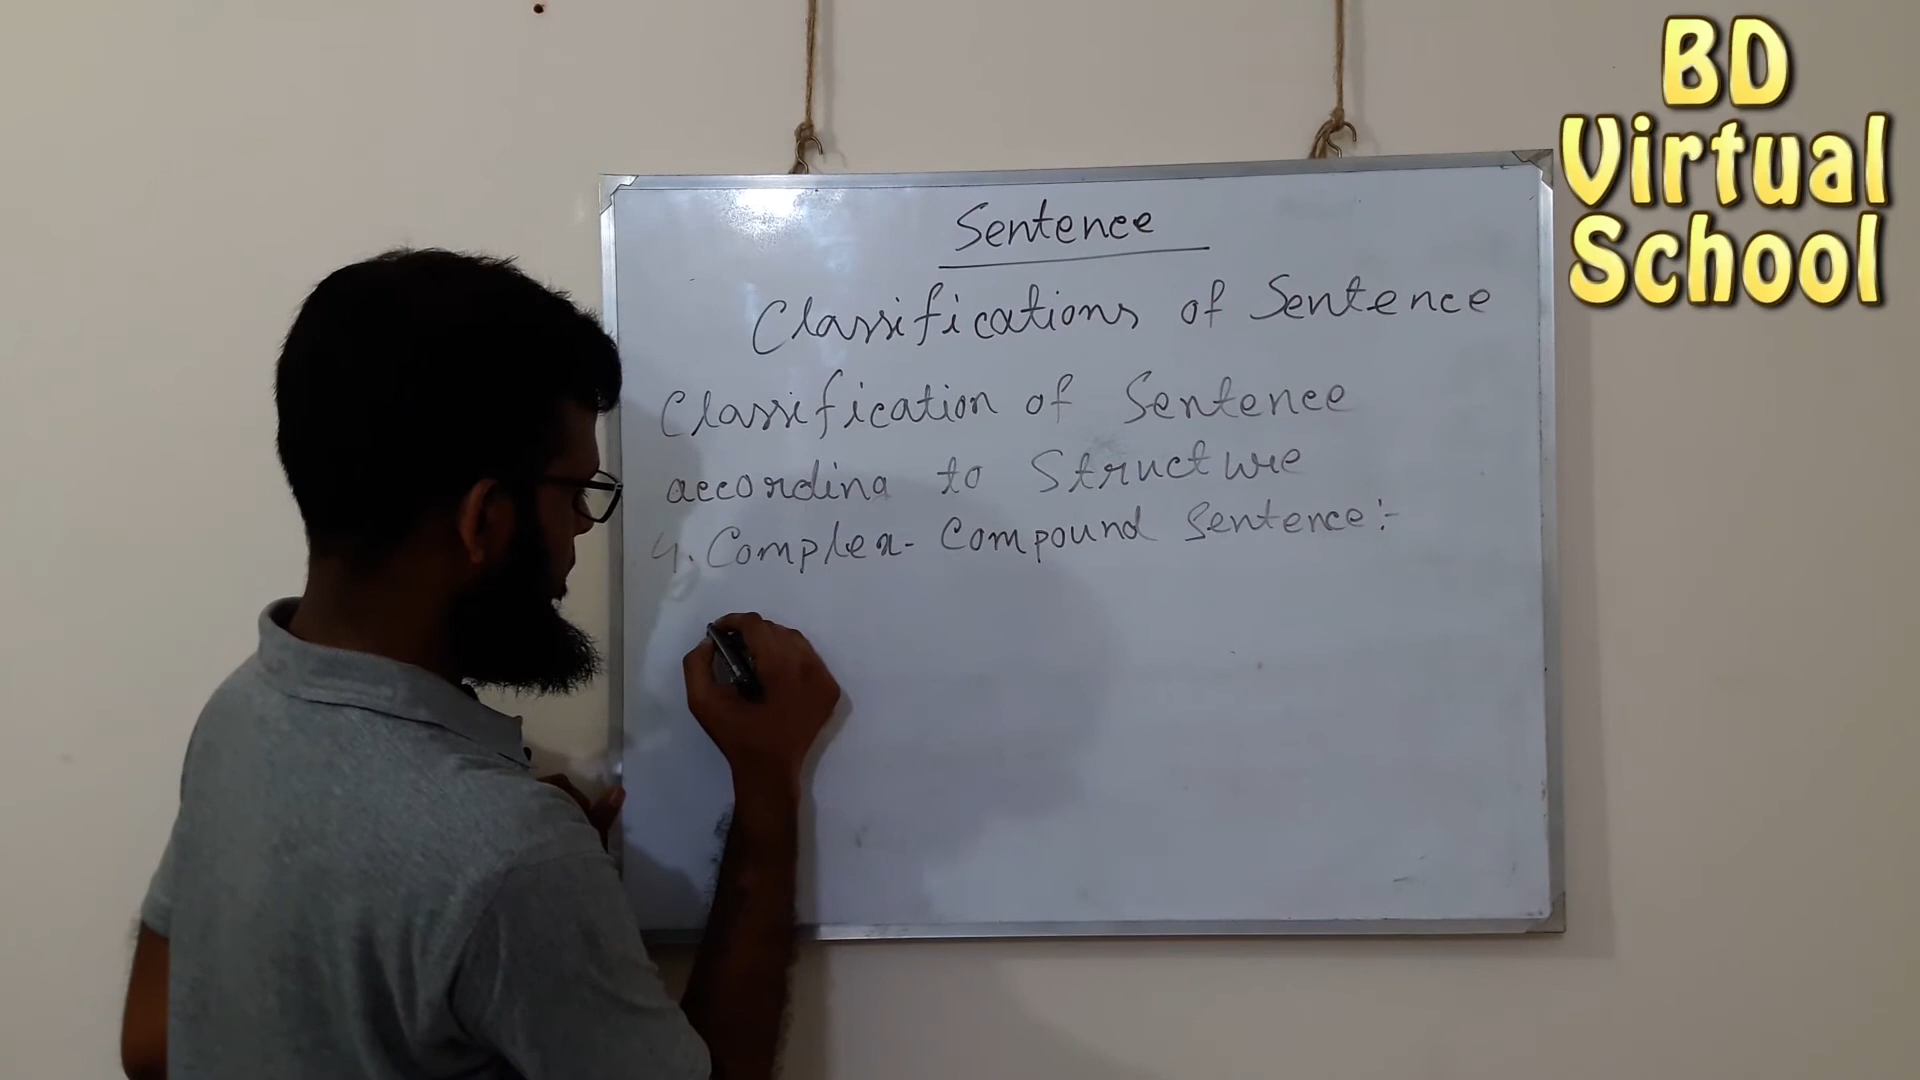 BD
Virtual
School
Sentence
Classifications of Sentence
Classification of Sentence
according to Structure
4. Complex- Compound Sentence:-